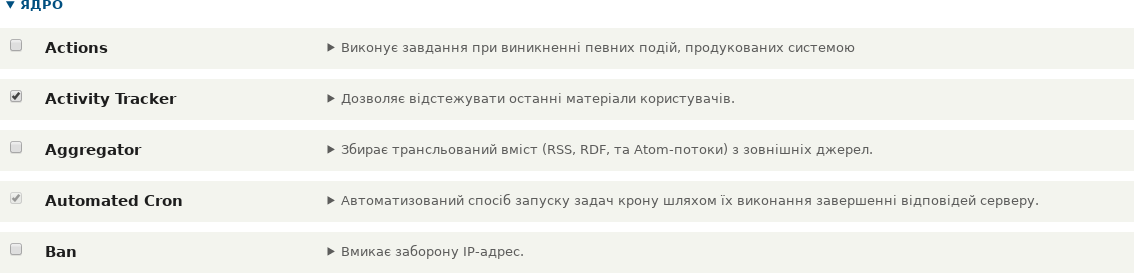 ЯДРО
Actions
Виконує завдання при виникненні певних подій, продукованих системою
Activity Tracker
Дозволяє відстежувати останні матеріали користувачів.
Aggregator
Збирає трансльований вміст (RSS, RDF, та Atom-потоки) з зовнішніх джерел.
Automated Cron
Автоматизований спосіб запуску задач крону шляхом їх виконання завершенні відповідей серверу.
Ban
Вмикає заборону IP-адрес.